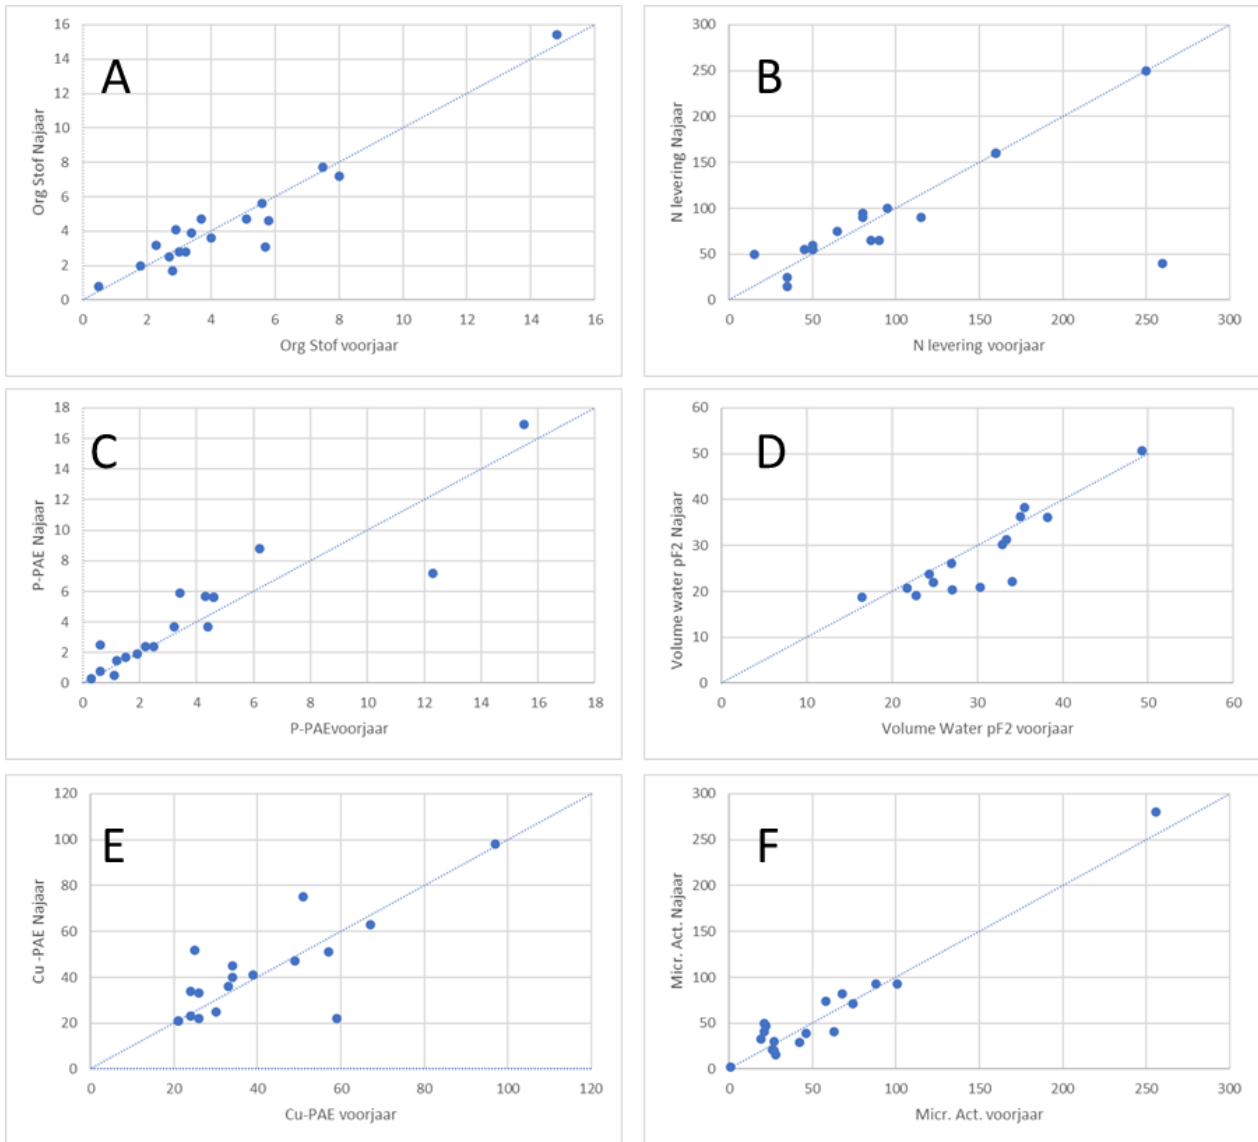 A
Org Stof Najaar
16
14
12
10
8
6
4
2
0
0 2 4 6 8 10 12 14 16
Org Stof voorjaar
B
N levering Najaar
300
250
200
150
100
50
0
0 50 100 150 200 250 300
N levering voorjaar
C
P-PAE Najaar
18
16
14
12
10
8
6
4
2
0
0 2 4 6 8 10 12 14 16 18
P-PAEvoorjaar
D
Volume water pF2 Najaar
60
50
40
30
20
10
0
0 10 20 30 40 50 60
Volume Water pF2 voorjaar
E
Cu -PAE Najaar
120
100
80
60
40
20
0
0 20 40 60 80 100 120
Cu-PAE voorjaar
F
Micr. Act. Najaar
300
250
200
150
100
50
0
0 50 100 150 200 250 300
Micr. Act. voorjaar